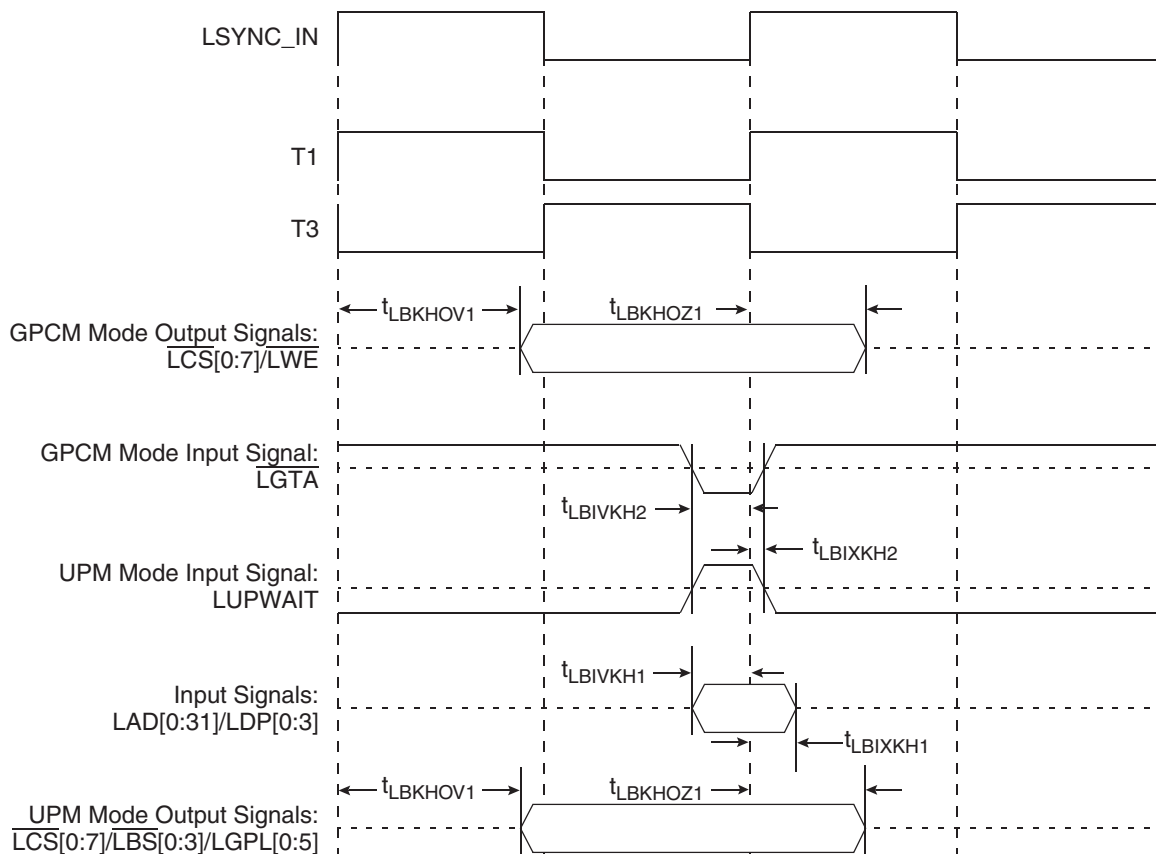 LSYNC_IN
T1
T3
tLBKHOV1
tLBKHOZ1
GPCM Mode Output Signals:
LCS[0:7]/LWE
GPCM Mode Input Signal:
LGTA
tLBIVKH2
tLBIXKH2
UPM Mode Input Signal:
LUPWAIT
tLBIVKH1
Input Signals:
LAD[0:31]/LDP[0:3]
tLBIXKH1
tLBKHOV1
tLBKHOZ1
UPM Mode Output Signals:
LCS[0:7]/LBS[0:3]/LGPL[0:5]